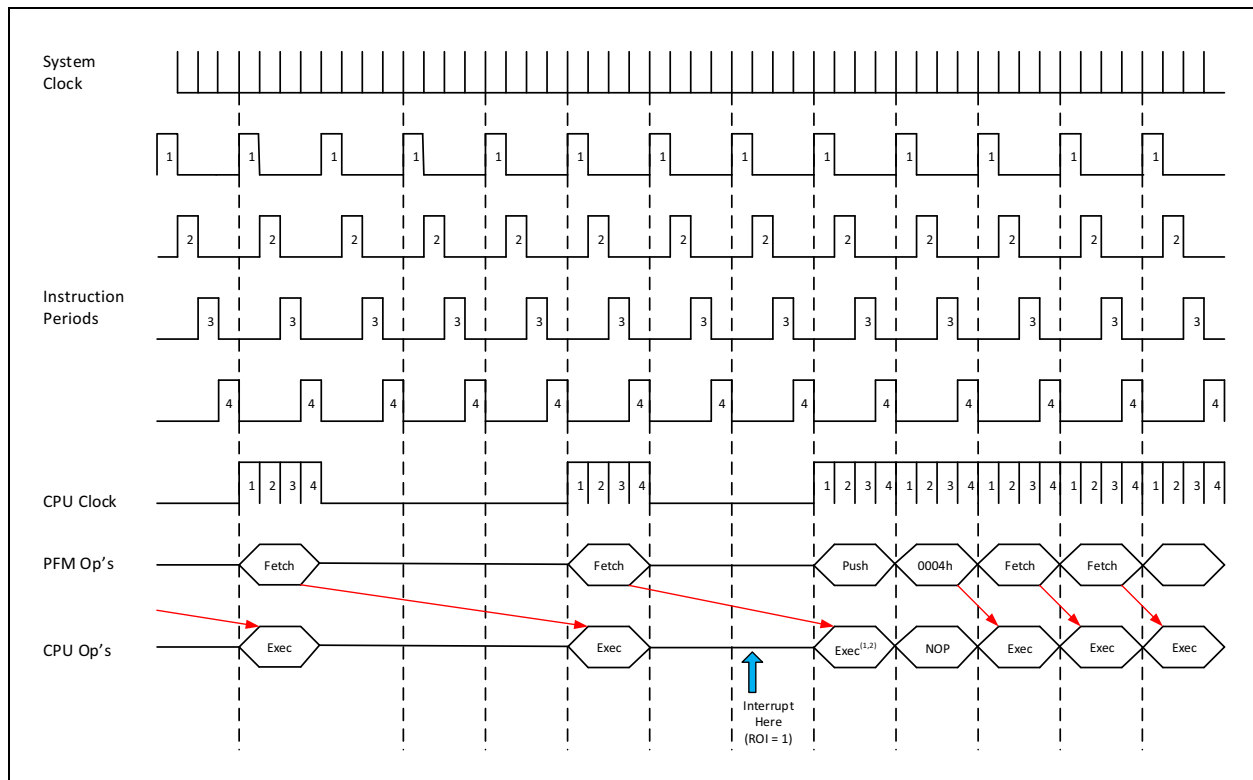 System
Clock
1 1 1 1 1 1 1 1 1 1 1 1 1
2 2 2 2 2 2 2 2 2 2 2 2 2
Instruction
Periods
3 3 3 3 3 3 3 3 3 3 3 3 3
4 4 4 4 4 4 4 4 4 4 4 4 4
CPU Clock 1 2 3 4 1 2 3 4 1 2 3 4 1 2 3 4 1 2 3 4 1 2 3 4 1 2 3 4
PFM Op's Fetch Fetch Push 0004h Fetch Fetch
CPU Op's Exec Exec Exec(1,2) NOP Exec Exec Exec
Interrupt
Here
(ROI = 1)